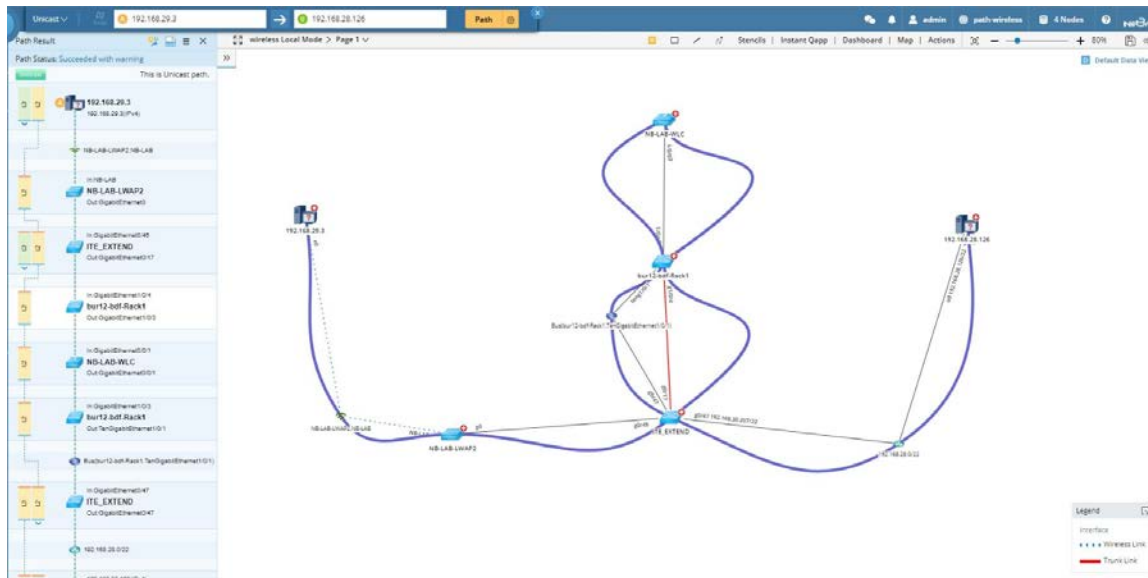 Unicast
192.168.29.3
192.168.28.126
Path
admin
path-wireless
4 Nodes
Path Result
wireless Local Mode > Page 1
Stencils | Instant Qapp | Dashboard | Map | Actions
80%
Path Status: Succeeded with warning
This is Unicast path.
Default Data Vie
192.168.29.3
192.168.29.3(IPv4)
NB-LAB-LWAP2.NB-LAB
In NB-LAB
NB-LAB-LWAP2
Out GigabitEthernet0
In GigabitEthernet0/45
ITE_EXTEND
Out GigabitEthernet0/17
In GigabitEthernet1/0/4
bur12-bdf-Rack1
Out GigabitEthernet1/0/3
In GigabitEthernet0/0/1
NB-LAB-WLC
Out GigabitEthernet0/0/1
In GigabitEthernet1/0/3
bur12-bdf-Rack1
Out TenGigabitEthernet1/0/1
Bus(bur12-bdf-Rack1.TenGigabitEthernet1/0/1)
In GigabitEthernet0/47
ITE_EXTEND
Out GigabitEthernet0/47
192.168.28.0/22
NB-LAB-WLC
192.168.29.3
192.168.28.126
bur12-bdf-Rack1
Bus(bur12-bdf-Rack1.TenGigabitEthernet1/0/1)
ITE_EXTEND
NB-LAB-LWAP2.NB-LAB
NB-LAB-LWAP2
192.168.28.0/22
Legend
Interface
Wireless Link
Trunk Link